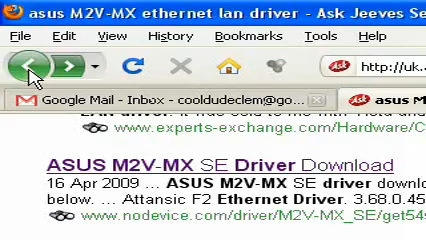 asus M2V-MX ethernet lan driver - Ask Jeeves Se
File Edit View History Bookmarks Tools Help
Ask http://uk.
Google Mail - Inbox - cooldudeclem@go... Ask asus M
www.experts-exchange.com/Hardware/C
ASUS M2V-MX SE Driver Download
16 Apr 2009 ... ASUS M2V-MX SE driver downlo
below. ... Attansic F2 Ethernet Driver. 3.68.0.45
www.nodevice.com/driver/M2V-MX_SE/get54